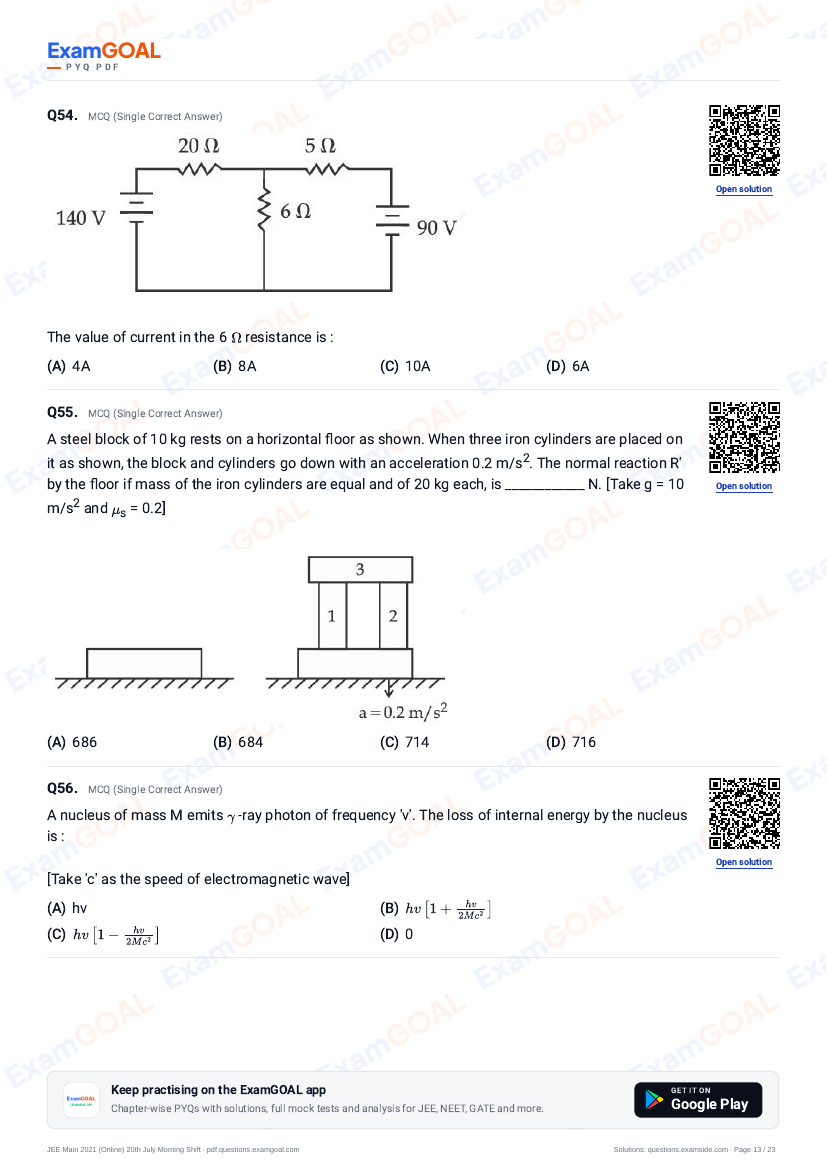 ExamGOAL
PYQ PDF
Q54. MCQ (Single Correct Answer)
Open solution
20 Ω 5 Ω
6 Ω
140 V
90 V
The value of current in the 6 Ω resistance is :
(A) 4A (B) 8A (C) 10A (D) 6A
Q55. MCQ (Single Correct Answer)
Open solution
A steel block of 10 kg rests on a horizontal floor as shown. When three iron cylinders are placed on
it as shown, the block and cylinders go down with an acceleration 0.2 m/s². The normal reaction R'
by the floor if mass of the iron cylinders are equal and of 20 kg each, is ___________ N. [Take g = 10
m/s² and μₛ = 0.2]
3
1 2
a = 0.2 m/s²
(A) 686 (B) 684 (C) 714 (D) 716
Q56. MCQ (Single Correct Answer)
Open solution
A nucleus of mass M emits γ -ray photon of frequency 'v'. The loss of internal energy by the nucleus
is :
[Take 'c' as the speed of electromagnetic wave]
(A) hv (B) hv [1 + hv/2Mc²]
(C) hv [1 − hv/2Mc²] (D) 0
ExamGOAL
Keep practising on the ExamGOAL app
Chapter-wise PYQs with solutions, full mock tests and analysis for JEE, NEET, GATE and more.
GET IT ON
Google Play
JEE Main 2021 (Online) 20th July Morning Shift · pdf.questions.examgoal.com Solutions: questions.examside.com · Page 13 / 23